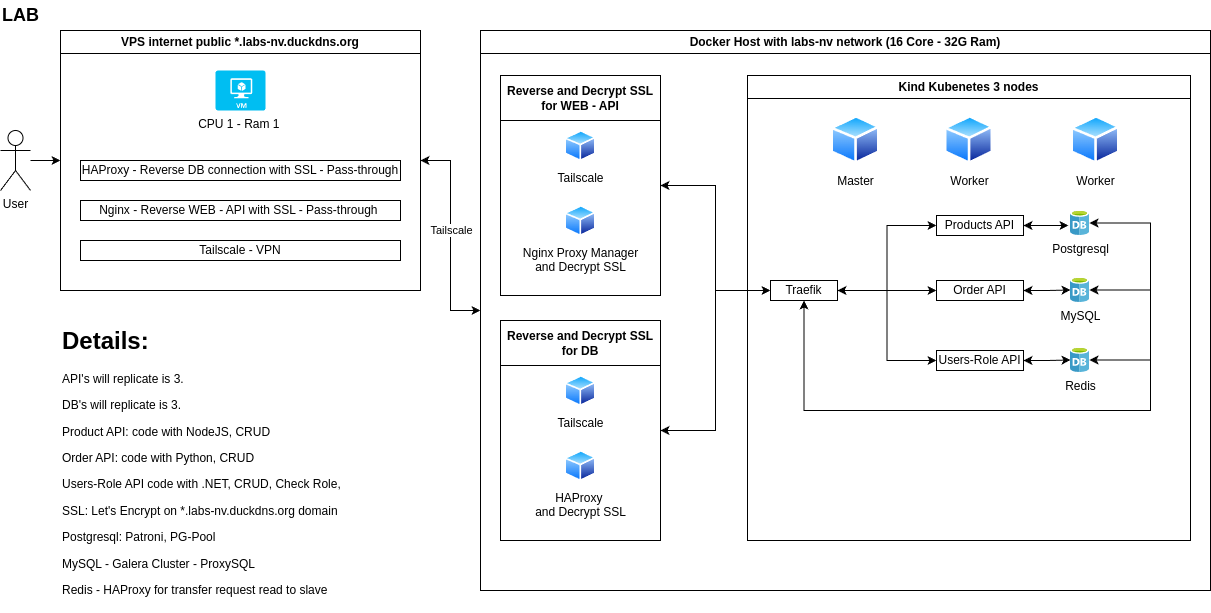 LAB
VPS internet public *.labs-nv.duckdns.org
VM
CPU 1 - Ram 1
User
HAProxy - Reverse DB connection with SSL - Pass-through
Nginx - Reverse WEB - API with SSL - Pass-through
Tailscale - VPN
Tailscale
Docker Host with labs-nv network (16 Core - 32G Ram)
Reverse and Decrypt SSL
for WEB - API
Tailscale
Nginx Proxy Manager
and Decrypt SSL
Reverse and Decrypt SSL
for DB
Tailscale
HAProxy
and Decrypt SSL
Kind Kubenetes 3 nodes
Master
Worker
Worker
Traefik
Products API
DB
Postgresql
Order API
DB
MySQL
Users-Role API
DB
Redis
Details:
API's will replicate is 3.
DB's will replicate is 3.
Product API: code with NodeJS, CRUD
Order API: code with Python, CRUD
Users-Role API code with .NET, CRUD, Check Role,
SSL: Let's Encrypt on *.labs-nv.duckdns.org domain
Postgresql: Patroni, PG-Pool
MySQL - Galera Cluster - ProxySQL
Redis - HAProxy for transfer request read to slave